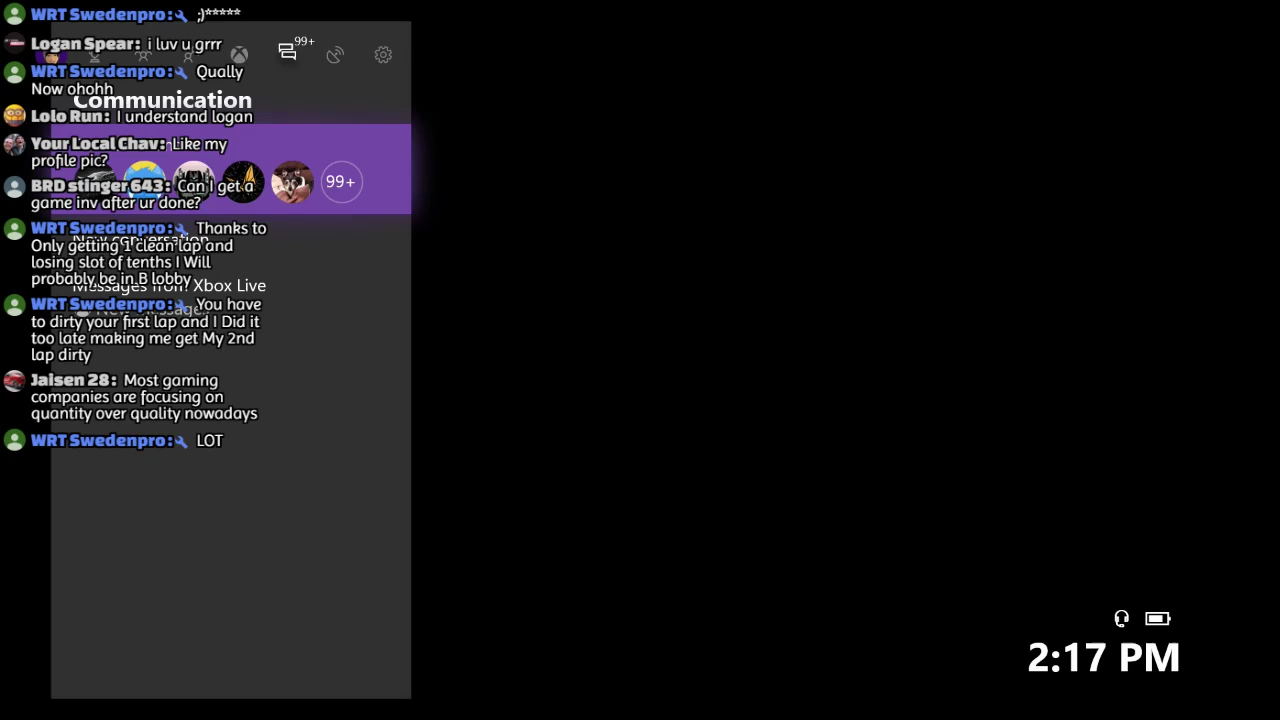 WRT Swedenpro: ;)*****
Logan Spear: i luv u grrr
99+
WRT Swedenpro: Qually
Now ohohh
Communication
Lolo Run: I understand logan
Your Local Chav: Like my
profile pic?
99+
BRD stinger 643: Can I get a
game inv after ur done?
WRT Swedenpro: Thanks to
New conversation
Only getting 1 clean lap and
losing slot of tenths I Will
probably be in B lobby
Messages from Xbox Live
WRT Swedenpro: You have
New messages
to dirty your first lap and I Did it
too late making me get My 2nd
lap dirty
Jaisen 28: Most gaming
companies are focusing on
quantity over quality nowadays
WRT Swedenpro: LOT
2:17 PM